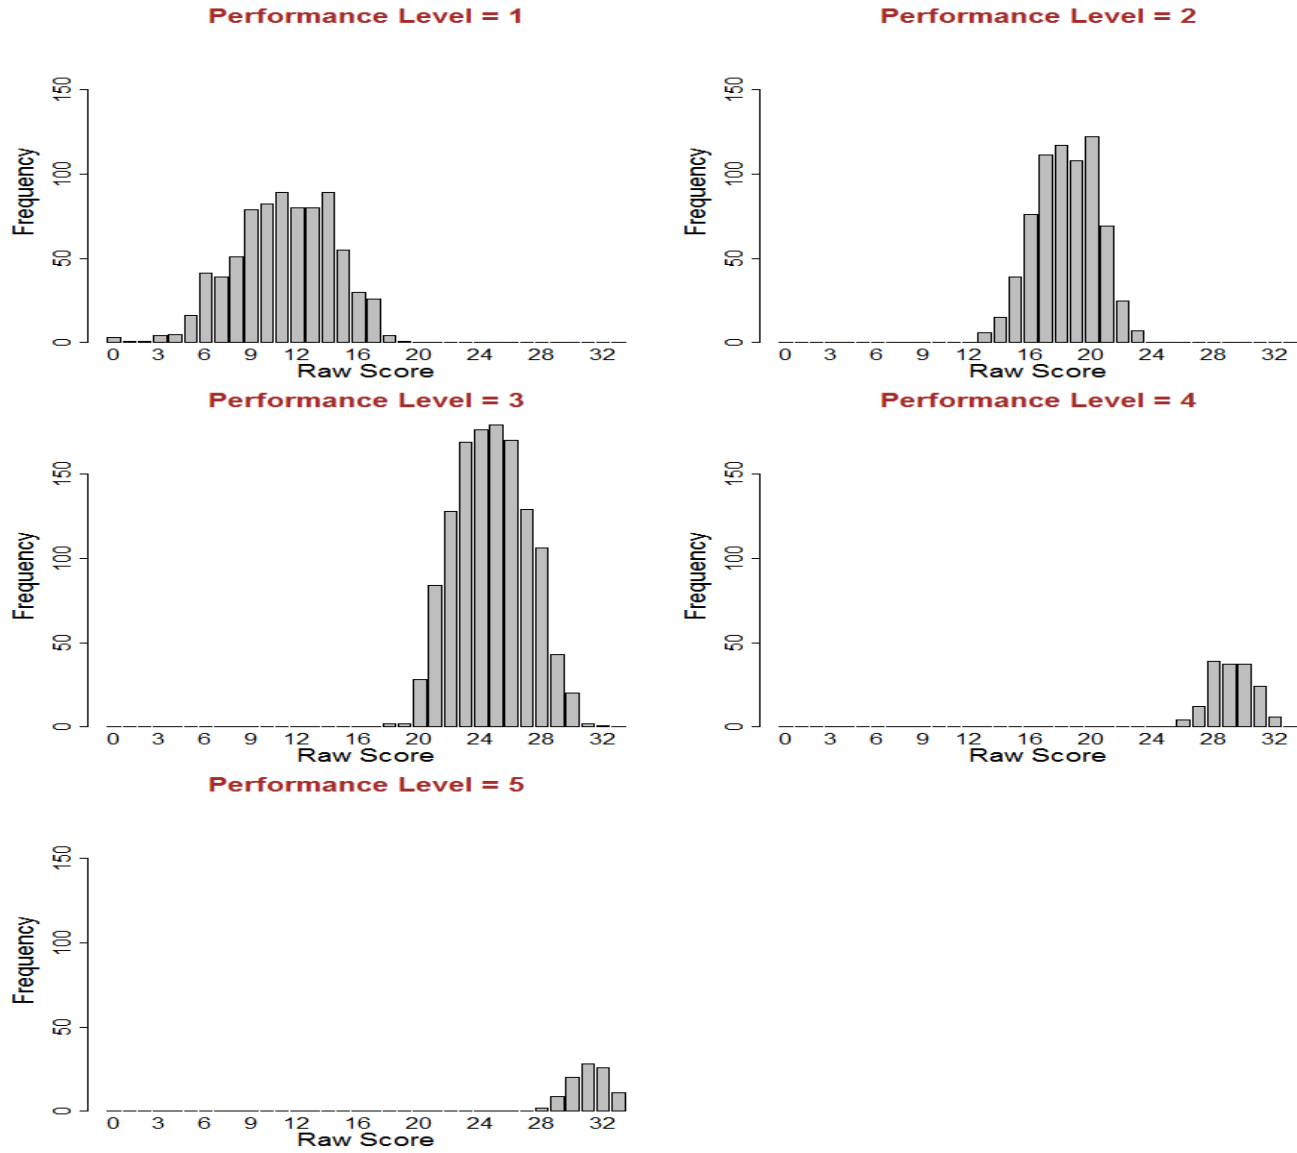 Performance Level = 1
Frequency
0 50 100 150
0 3 6 9 12 16 20 24 28 32
Raw Score
Performance Level = 2
Frequency
0 50 100 150
0 3 6 9 12 16 20 24 28 32
Raw Score
Performance Level = 3
Frequency
0 50 100 150
0 3 6 9 12 16 20 24 28 32
Raw Score
Performance Level = 4
Frequency
0 50 100 150
0 3 6 9 12 16 20 24 28 32
Raw Score
Performance Level = 5
Frequency
0 50 100 150
0 3 6 9 12 16 20 24 28 32
Raw Score